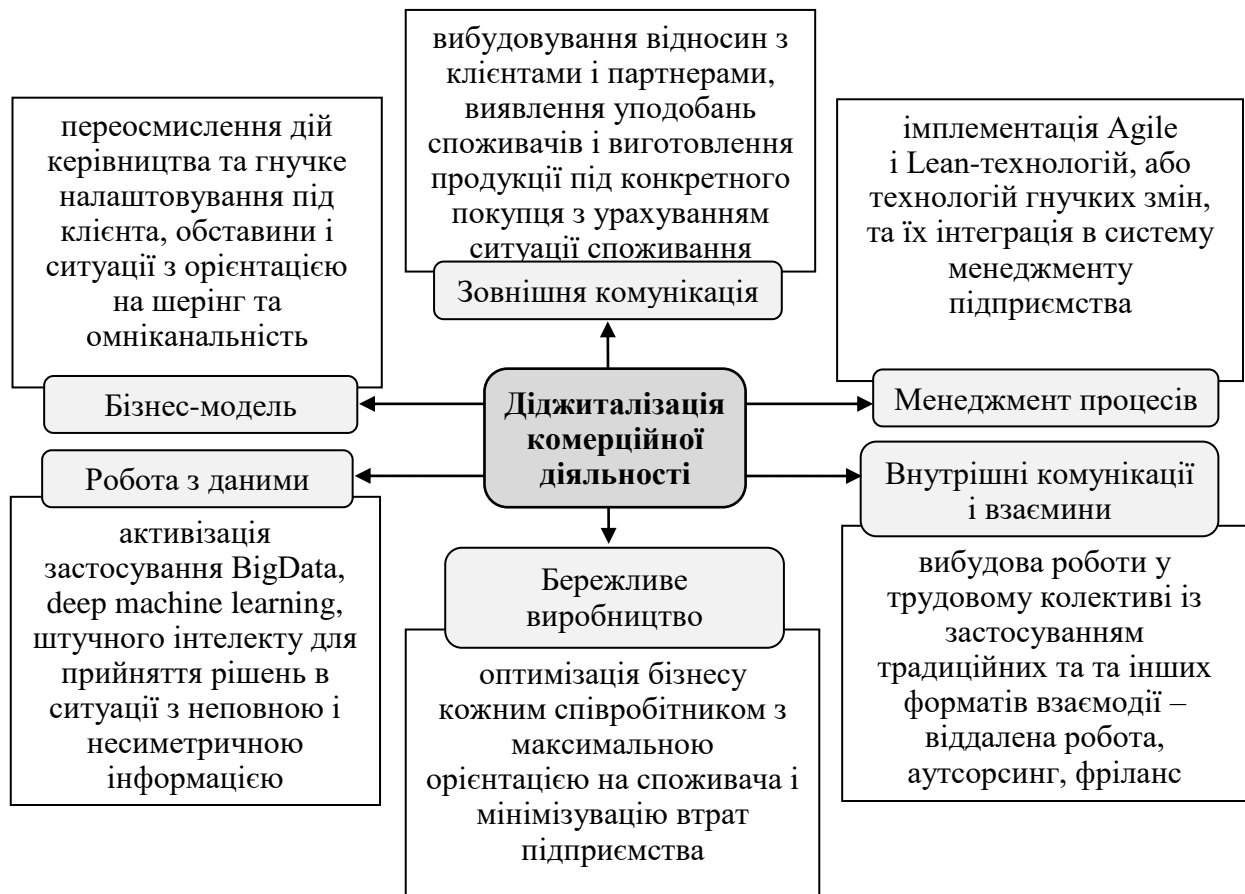 вибудовування відносин з
клієнтами і партнерами,
виявлення уподобань
споживачів і виготовлення
продукції під конкретного
покупця з урахуванням
ситуації споживання
Зовнішня комунікація
переосмислення дій
керівництва та гнучке
налаштовування під
клієнта, обставини і
ситуації з орієнтацією
на шерінг та
омніканальність
Бізнес-модель
імплементація Agile
і Lean-технологій, або
технологій гнучких змін,
та їх інтеграція в систему
менеджменту
підприємства
Менеджмент процесів
Діджиталізація
комерційної
діяльності
Робота з даними
активізація
застосування BigData,
deep machine learning,
штучного інтелекту для
прийняття рішень в
ситуації з неповною і
несиметричною
інформацією
Бережливе
виробництво
оптимізація бізнесу
кожним співробітником з
максимальною
орієнтацією на споживача і
мінімізувацію втрат
підприємства
Внутрішні комунікації
і взаємини
вибудова роботи у
трудовому колективі із
застосуванням
традиційних та та інших
форматів взаємодії –
віддалена робота,
аутсорсинг, фріланс